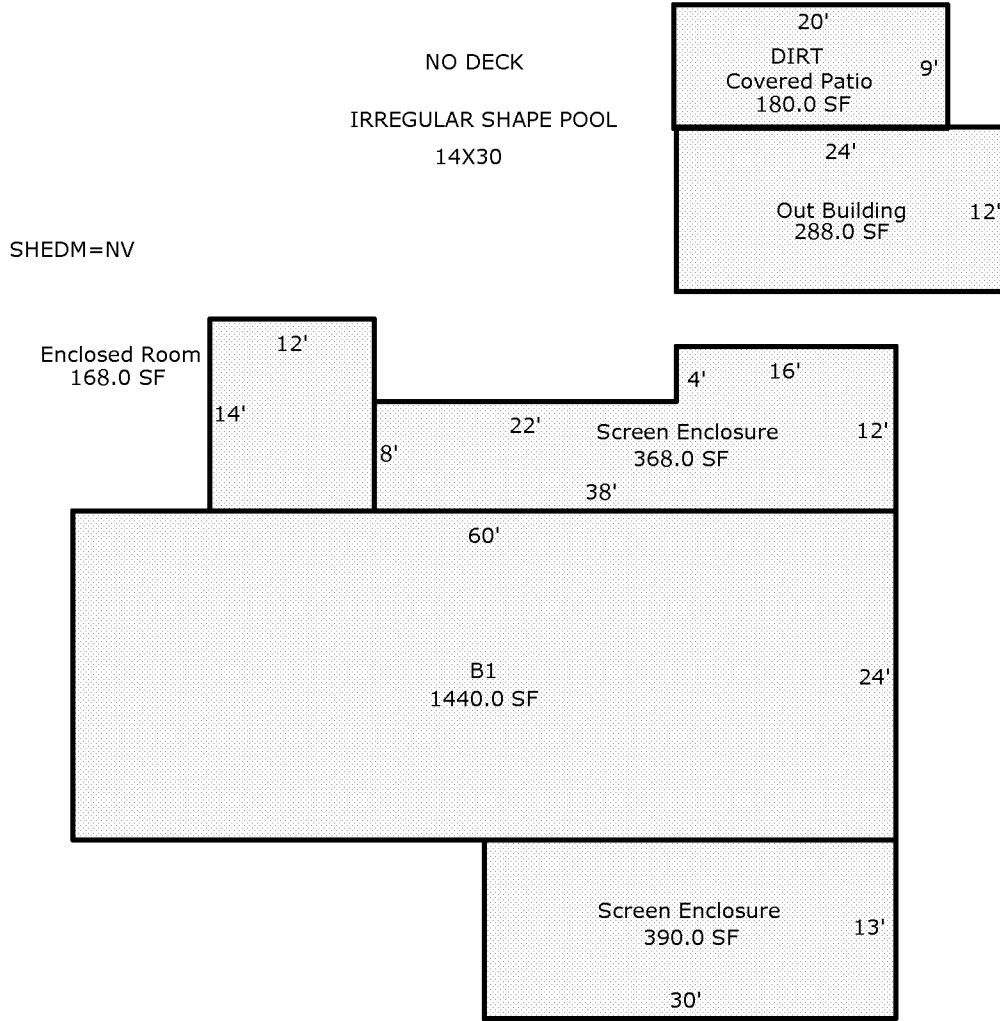 20'
DIRT
Covered Patio
180.0 SF
9'
NO DECK
IRREGULAR SHAPE POOL
14X30
24'
Out Building
288.0 SF
12'
SHEDM=NV
Enclosed Room
168.0 SF
12'
14'
4'
16'
22'
Screen Enclosure
368.0 SF
12'
8'
38'
60'
B1
1440.0 SF
24'
Screen Enclosure
390.0 SF
13'
30'